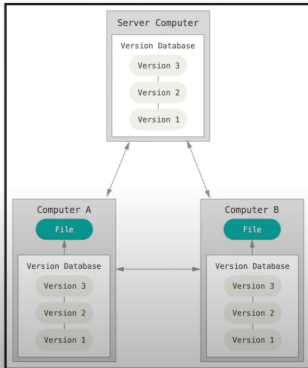 Server Computer
Version Database
Version 3
Version 2
Version 1
Computer A
File
Version Database
Version 3
Version 2
Version 1
Computer B
File
Version Database
Version 3
Version 2
Version 1